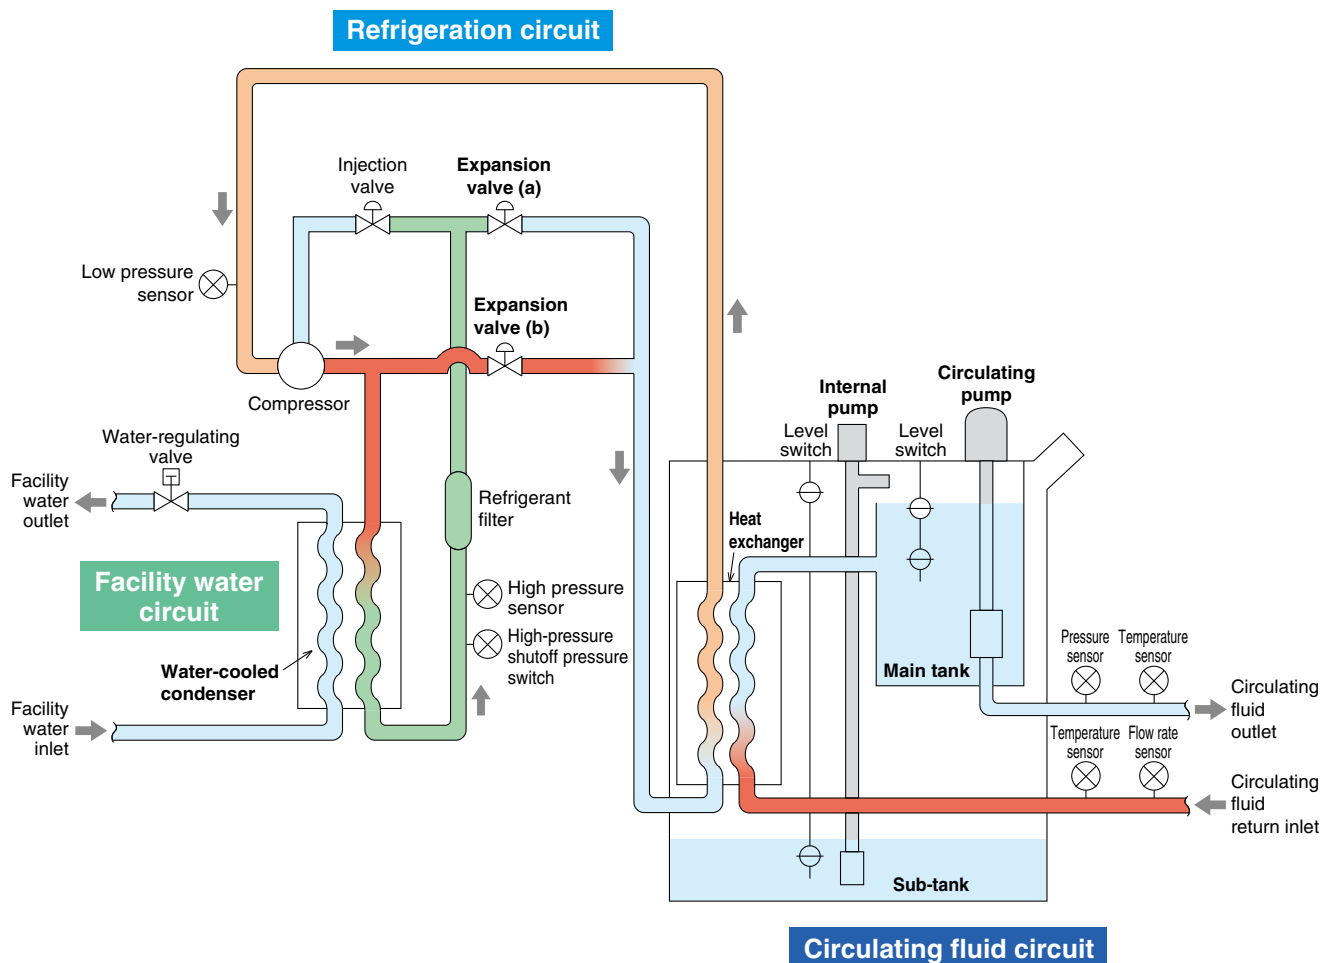 Refrigeration circuit
Injection
valve
Expansion
valve (a)
Low pressure
sensor
Expansion
valve (b)
Compressor
Internal
pump
Circulating
pump
Level
switch
Level
switch
Water-regulating
valve
Facility
water
outlet
Refrigerant
filter
Heat
exchanger
Facility water
circuit
High pressure
sensor
High-pressure
shutoff pressure
switch
Water-cooled
condenser
Main tank
Pressure
sensor
Temperature
sensor
Circulating
fluid
outlet
Facility
water
inlet
Temperature
sensor
Flow rate
sensor
Circulating
fluid
return inlet
Sub-tank
Circulating fluid circuit